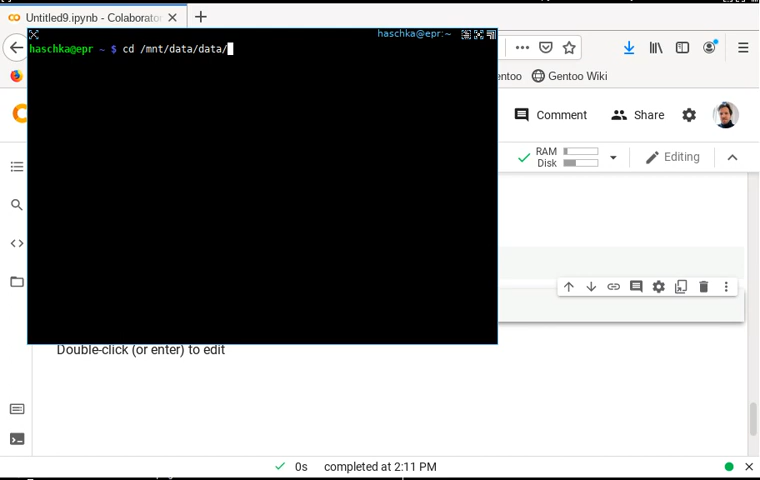 Untitled9.ipynb - Colaborator
haschka@epr:~
haschka@epr ~ $ cd /mnt/data/data/
entoo
Gentoo Wiki
Comment
Share
RAM
Disk
Editing
Double-click (or enter) to edit
0s completed at 2:11 PM